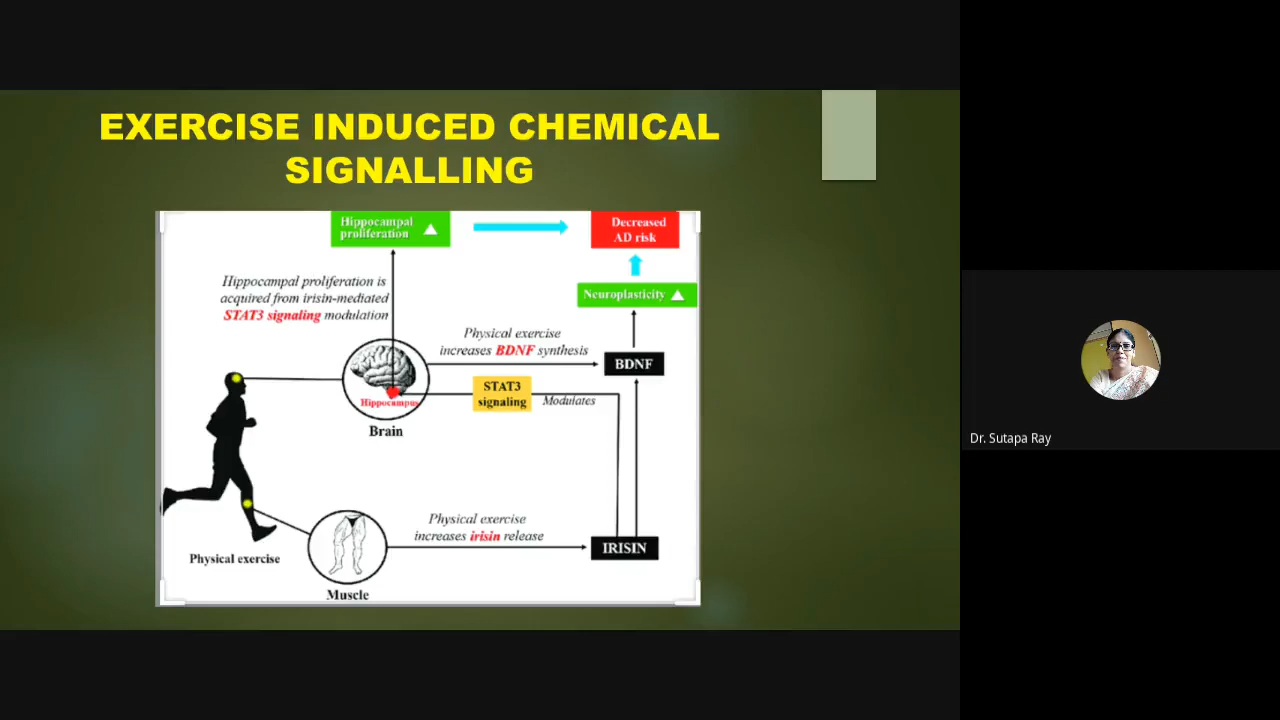 EXERCISE INDUCED CHEMICAL
SIGNALLING
Hippocampal
proliferation
Decreased
AD risk
Hippocampal proliferation is
acquired from irisin-mediated
STAT3 signaling modulation
Neuroplasticity
Physical exercise
increases BDNF synthesis
BDNF
STAT3
signaling
Modulates
Hippocampus
Brain
Physical exercise
increases irisin release
IRISIN
Physical exercise
Muscle
Dr. Sutapa Ray